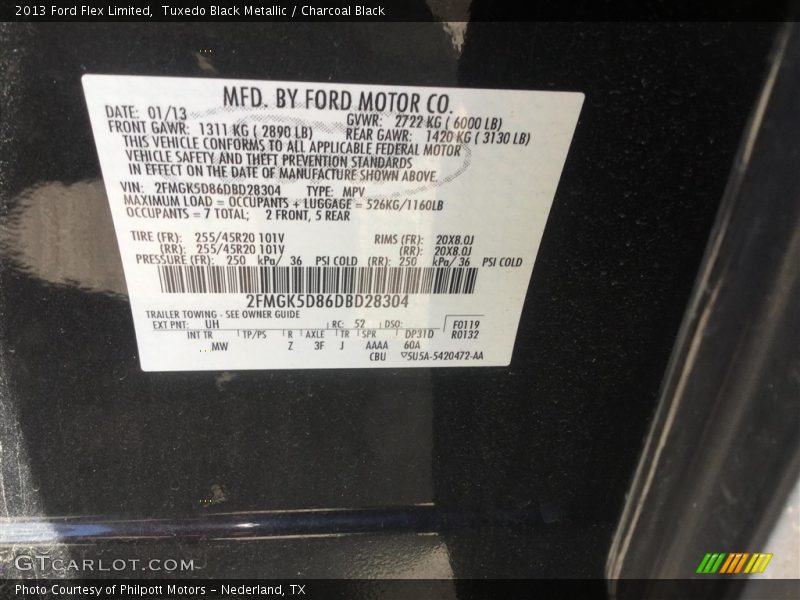 2013 Ford Flex Limited, Tuxedo Black Metallic / Charcoal Black
MFD. BY FORD MOTOR CO.
DATE: 01/13 GVWR: 2722 KG ( 6000 LB)
FRONT GAWR: 1311 KG ( 2890 LB) REAR GAWR: 1420 KG ( 3130 LB)
THIS VEHICLE CONFORMS TO ALL APPLICABLE FEDERAL MOTOR
VEHICLE SAFETY AND THEFT PREVENTION STANDARDS
IN EFFECT ON THE DATE OF MANUFACTURE SHOWN ABOVE.
VIN: 2FMGK5D86DBD28304 TYPE: MPV
MAXIMUM LOAD = OCCUPANTS + LUGGAGE = 526KG/1160LB
OCCUPANTS = 7 TOTAL; 2 FRONT, 5 REAR
TIRE (FR): 255/45R20 101V RIMS (FR): 20X8.0J
(RR): 255/45R20 101V (RR): 20X8.0J
PRESSURE (FR): 250 kPa/ 36 PSI COLD (RR): 250 kPa/ 36 PSI COLD
2FMGK5D86DBD28304
TRAILER TOWING - SEE OWNER GUIDE
EXT PNT: UH RC: 52 DSO: F0119
INT TR TP/PS R AXLE TR SPR DP31D R0132
MW Z 3F J AAAA 60A
CBU 5U5A-5420472-AA
GTCARLOT.COM
Photo Courtesy of Philpott Motors - Nederland, TX